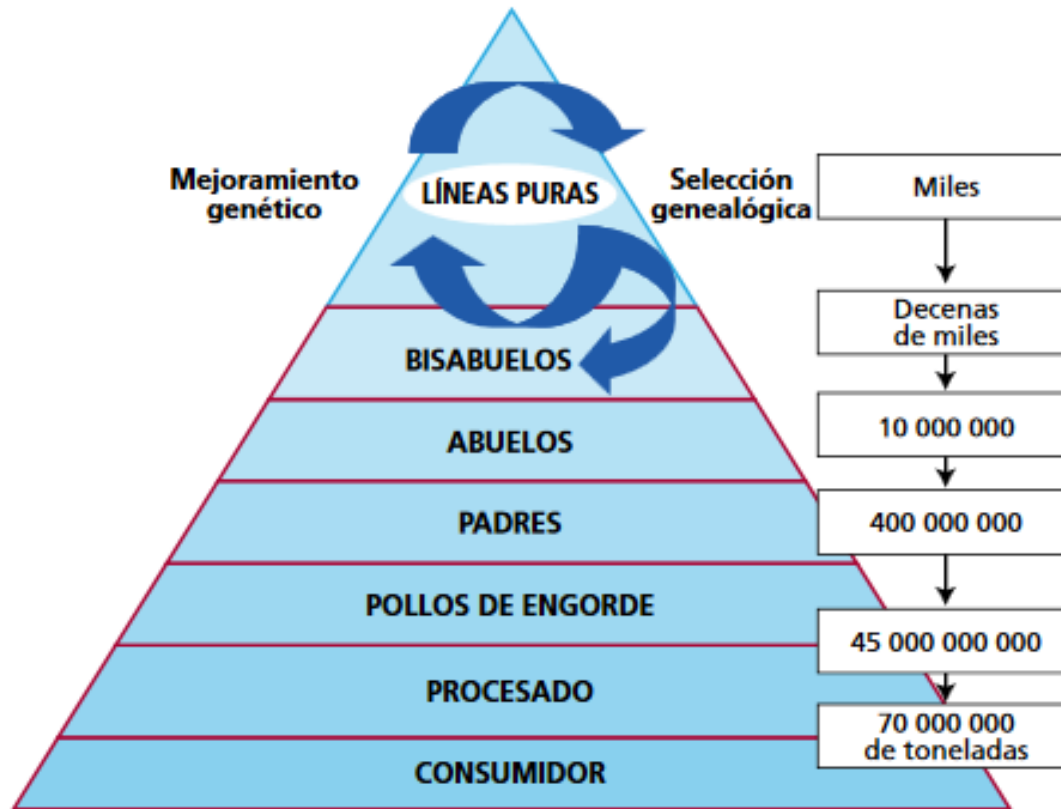 Mejoramiento
genético
LÍNEAS PURAS
Selección
genealógica
Miles
Decenas
de miles
BISABUELOS
10 000 000
ABUELOS
400 000 000
PADRES
POLLOS DE ENGORDE
45 000 000 000
PROCESADO
70 000 000
de toneladas
CONSUMIDOR